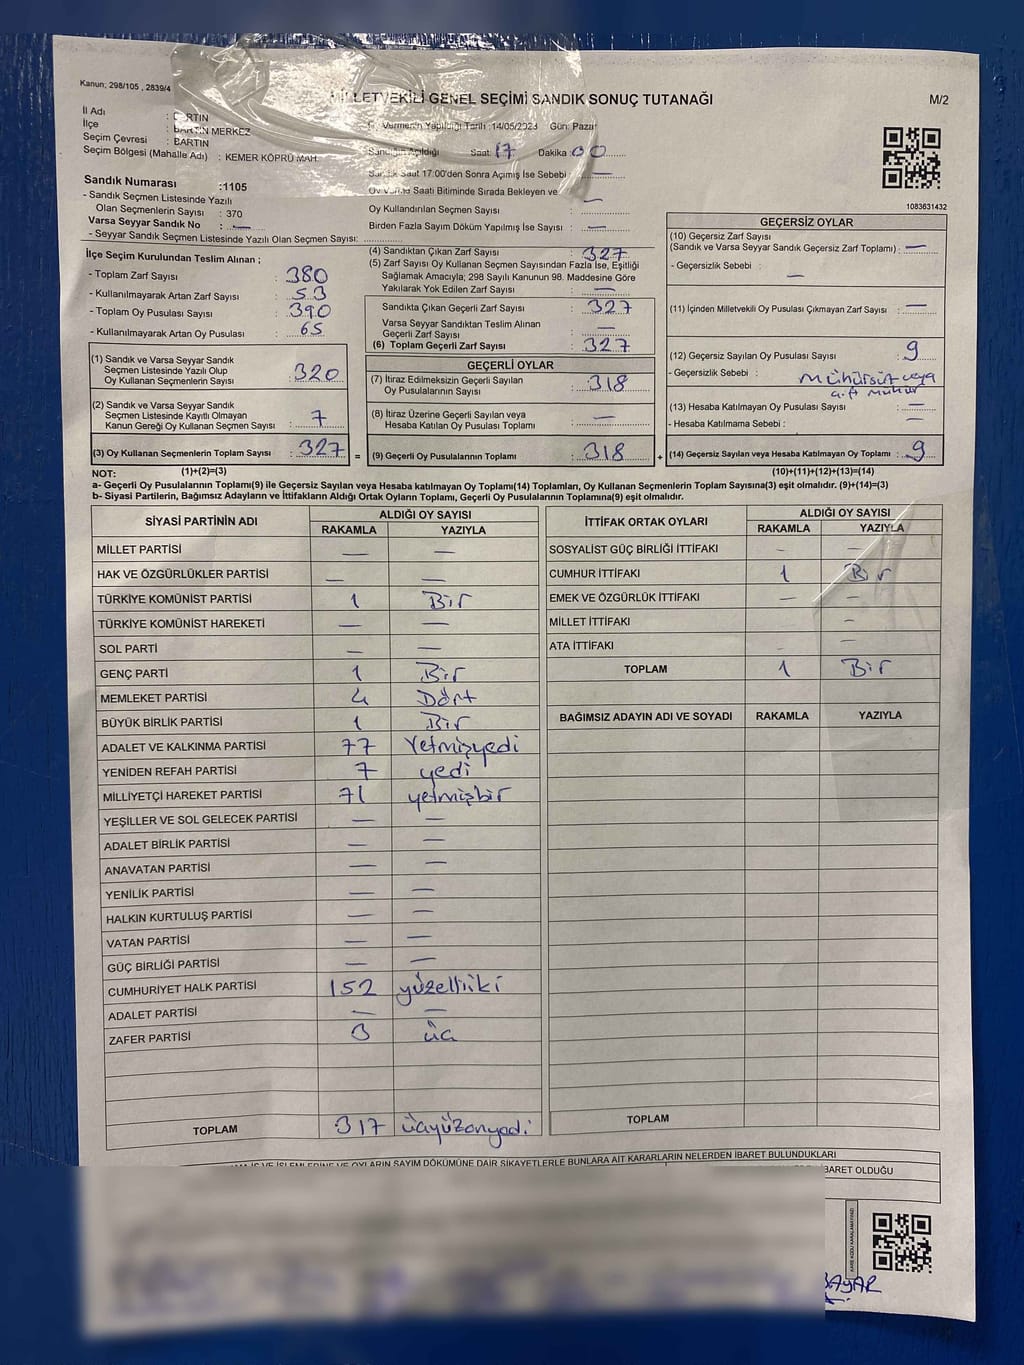 Kanun; 298/105 , 2839/4
MİLLETVEKİLİ GENEL SEÇİMİ SANDIK SONUÇ TUTANAĞI
M/2
İl Adı : BARTIN
İlçe : BARTIN MERKEZ
Seçim Çevresi : BARTIN
Seçim Bölgesi (Mahalle Adı) : KEMER KÖPRÜ MAH.
Oy Vermenin Yapıldığı Tarih :14/05/2023 Gün: Pazar
Sandığın Açıldığı Saat: 17 Dakika: 00
Sandık Saat 17:00'den Sonra Açılmış İse Sebebi : —
Oy Verme Saati Bitiminde Sırada Bekleyen ve
Oy Kullandırılan Seçmen Sayısı : —
Birden Fazla Sayım Döküm Yapılmış İse Sayısı : —
1083631432
Sandık Numarası :1105
- Sandık Seçmen Listesinde Yazılı
Olan Seçmenlerin Sayısı : 370
Varsa Seyyar Sandık No : —
- Seyyar Sandık Seçmen Listesinde Yazılı Olan Seçmen Sayısı:
İlçe Seçim Kurulundan Teslim Alınan ;
- Toplam Zarf Sayısı : 380
- Kullanılmayarak Artan Zarf Sayısı : 53
- Toplam Oy Pusulası Sayısı : 390
- Kullanılmayarak Artan Oy Pusulası : 65
(1) Sandık ve Varsa Seyyar Sandık
Seçmen Listesinde Yazılı Olup
Oy Kullanan Seçmenlerin Sayısı : 320
(2) Sandık ve Varsa Seyyar Sandık
Seçmen Listesinde Kayıtlı Olmayan
Kanun Gereği Oy Kullanan Seçmen Sayısı : 7
(3) Oy Kullanan Seçmenlerin Toplam Sayısı : 327 =
(4) Sandıktan Çıkan Zarf Sayısı : 327
(5) Zarf Sayısı Oy Kullanan Seçmen Sayısından Fazla İse, Eşitliği
Sağlamak Amacıyla; 298 Sayılı Kanunun 98. Maddesine Göre
Yakılarak Yok Edilen Zarf Sayısı : —
Sandıkta Çıkan Geçerli Zarf Sayısı : 327
Varsa Seyyar Sandıktan Teslim Alınan
Geçerli Zarf Sayısı : —
(6) Toplam Geçerli Zarf Sayısı : 327
GEÇERLİ OYLAR
(7) İtiraz Edilmeksizin Geçerli Sayılan
Oy Pusulalarının Sayısı : 318
(8) İtiraz Üzerine Geçerli Sayılan veya
Hesaba Katılan Oy Pusulası Toplamı : —
(9) Geçerli Oy Pusulalarının Toplamı : 318 +
GEÇERSİZ OYLAR
(10) Geçersiz Zarf Sayısı
(Sandık ve Varsa Seyyar Sandık Geçersiz Zarf Toplamı) : —
- Geçersizlik Sebebi : —
(11) İçinden Milletvekili Oy Pusulası Çıkmayan Zarf Sayısı : —
(12) Geçersiz Sayılan Oy Pusulası Sayısı : 9
- Geçersizlik Sebebi : Mühürsüz veya
çift mühür
(13) Hesaba Katılmayan Oy Pusulası Sayısı : —
- Hesaba Katılmama Sebebi : —
(14) Geçersiz Sayılan veya Hesaba Katılmayan Oy Toplamı : 9
NOT: (1)+(2)=(3) (10)+(11)+(12)+(13)=(14)
a- Geçerli Oy Pusulalarının Toplamı(9) ile Geçersiz Sayılan veya Hesaba katılmayan Oy Toplamı(14) Toplamları, Oy Kullanan Seçmenlerin Toplam Sayısına(3) eşit olmalıdır. (9)+(14)=(3)
b- Siyasi Partilerin, Bağımsız Adayların ve İttifakların Aldığı Ortak Oyların Toplamı, Geçerli Oy Pusulalarının Toplamına(9) eşit olmalıdır.
SİYASİ PARTİNİN ADI ALDIĞI OY SAYISI
RAKAMLA YAZIYLA
MİLLET PARTİSİ — —
HAK VE ÖZGÜRLÜKLER PARTİSİ — —
TÜRKİYE KOMÜNİST PARTİSİ 1 Bir
TÜRKİYE KOMÜNİST HAREKETİ — —
SOL PARTİ — —
GENÇ PARTİ 1 Bir
MEMLEKET PARTİSİ 4 Dört
BÜYÜK BİRLİK PARTİSİ 1 Bir
ADALET VE KALKINMA PARTİSİ 77 Yetmişyedi
YENİDEN REFAH PARTİSİ 7 yedi
MİLLİYETÇİ HAREKET PARTİSİ 71 yetmişbir
YEŞİLLER VE SOL GELECEK PARTİSİ — —
ADALET BİRLİK PARTİSİ — —
ANAVATAN PARTİSİ — —
YENİLİK PARTİSİ — —
HALKIN KURTULUŞ PARTİSİ — —
VATAN PARTİSİ — —
GÜÇ BİRLİĞİ PARTİSİ — —
CUMHURİYET HALK PARTİSİ 152 yüzelliiki
ADALET PARTİSİ — —
ZAFER PARTİSİ 3 üç
TOPLAM 317 üçyüzonyedi
İTTİFAK ORTAK OYLARI ALDIĞI OY SAYISI
RAKAMLA YAZIYLA
SOSYALİST GÜÇ BİRLİĞİ İTTİFAKI — —
CUMHUR İTTİFAKI 1 Bir
EMEK VE ÖZGÜRLÜK İTTİFAKI — —
MİLLET İTTİFAKI —
ATA İTTİFAKI — —
TOPLAM 1 Bir
BAĞIMSIZ ADAYIN ADI VE SOYADI RAKAMLA YAZIYLA
TOPLAM
VE İŞLEMLERİNE VE OYLARIN SAYIM DÖKÜMÜNE DAİR ŞİKAYETLERLE BUNLARA AİT KARARLARIN NELERDEN İBARET BULUNDUKLARI
İBARET OLDUĞU